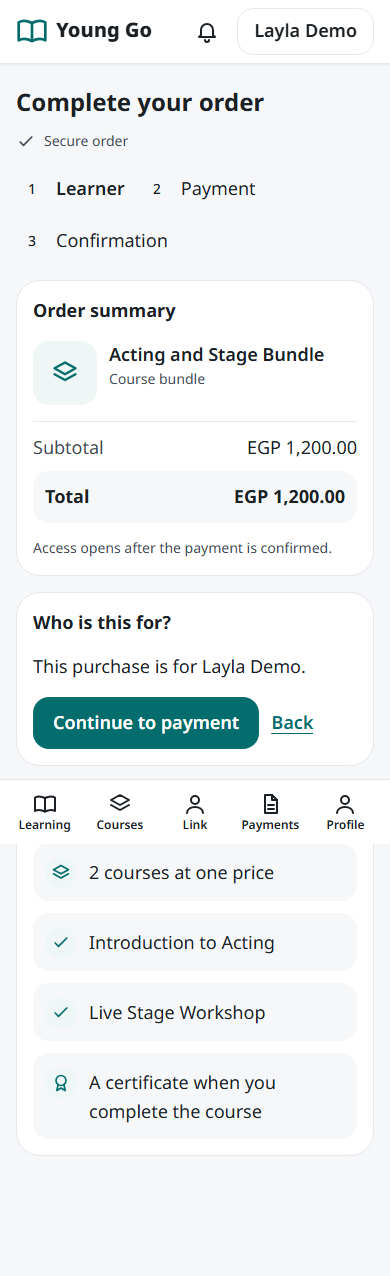 Young Go
Layla Demo
Complete your order
Secure order
1 Learner 2 Payment
3 Confirmation
Order summary
Acting and Stage Bundle
Course bundle
Subtotal EGP 1,200.00
Total EGP 1,200.00
Access opens after the payment is confirmed.
Who is this for?
This purchase is for Layla Demo.
Continue to payment Back
Learning Courses Link Payments Profile
2 courses at one price
Introduction to Acting
Live Stage Workshop
A certificate when you
complete the course